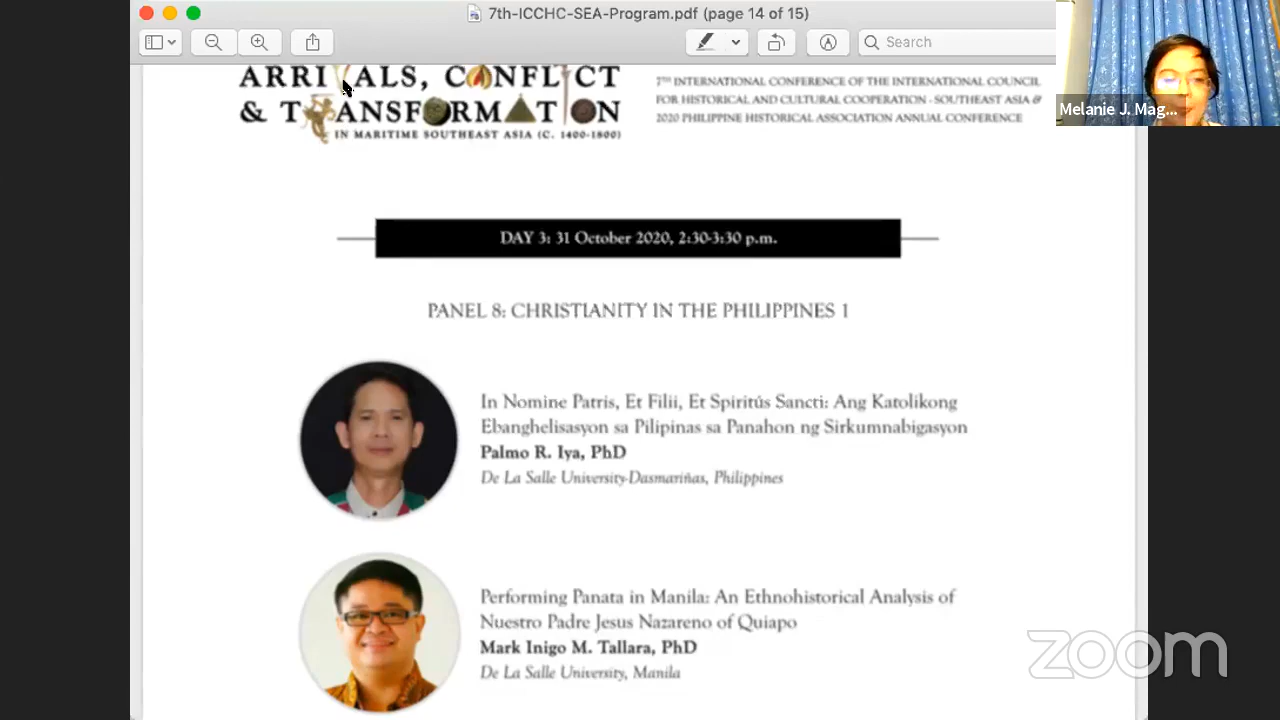 7th-ICCHC-SEA-Program.pdf (page 14 of 15)
Search
Melanie J. Mag...
ARRIVALS, CONFLICT
& TRANSFORMATION
IN MARITIME SOUTHEAST ASIA (C. 1400-1800)
7TH INTERNATIONAL CONFERENCE OF THE INTERNATIONAL COUNCIL
FOR HISTORICAL AND CULTURAL COOPERATION - SOUTHEAST ASIA &
2020 PHILIPPINE HISTORICAL ASSOCIATION ANNUAL CONFERENCE
DAY 3: 31 October 2020, 2:30-3:30 p.m.
PANEL 8: CHRISTIANITY IN THE PHILIPPINES 1
In Nomine Patris, Et Filii, Et Spiritús Sancti: Ang Katolikong
Ebanghelisasyon sa Pilipinas sa Panahon ng Sirkumnabigasyon
Palmo R. Iya, PhD
De La Salle University-Dasmariñas, Philippines
Performing Panata in Manila: An Ethnohistorical Analysis of
Nuestro Padre Jesus Nazareno of Quiapo
Mark Inigo M. Tallara, PhD
De La Salle University, Manila
zoom